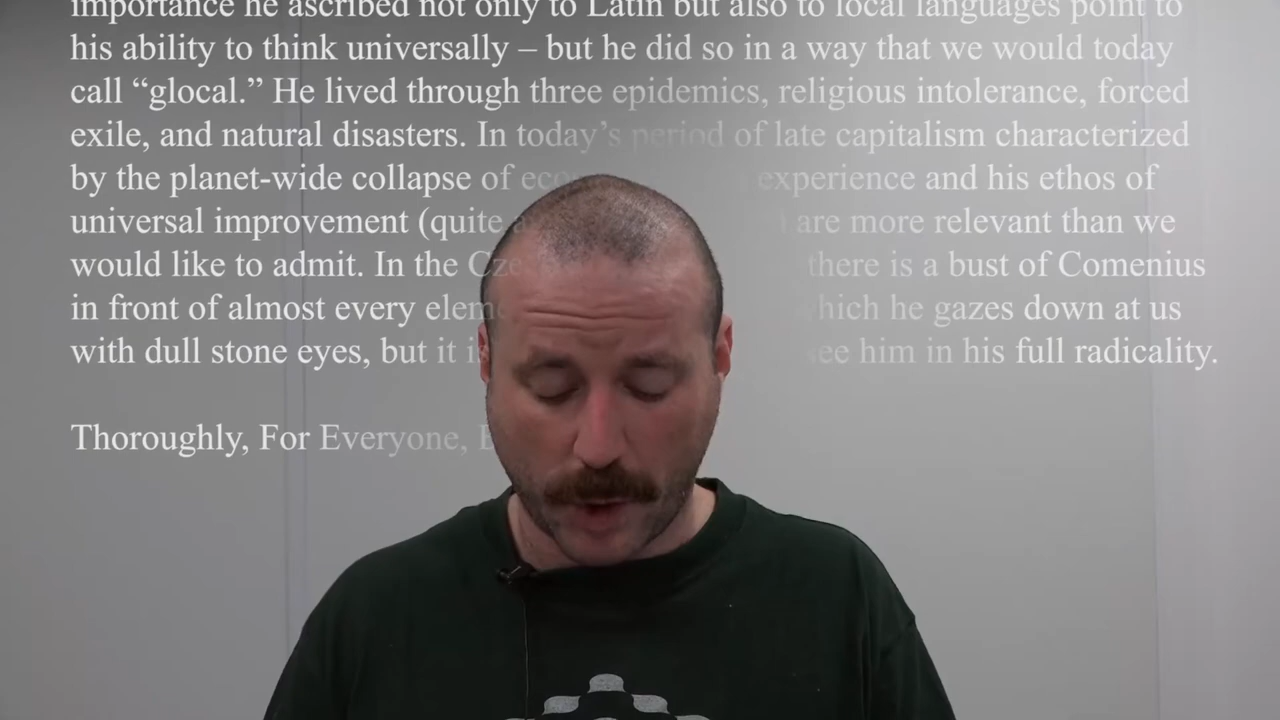 importance he ascribed not only to Latin but also to local languages point to
his ability to think universally – but he did so in a way that we would today
call “glocal.” He lived through three epidemics, religious intolerance, forced
exile, and natural disasters. In today’s period of late capitalism characterized
by the planet-wide collapse of experience and his ethos of
universal improvement (quite are more relevant than we
would like to admit. In the there is a bust of Comenius
in front of almost every which he gazes down at us
with dull stone eyes, but it see him in his full radicality.
Thoroughly, For Everyone,